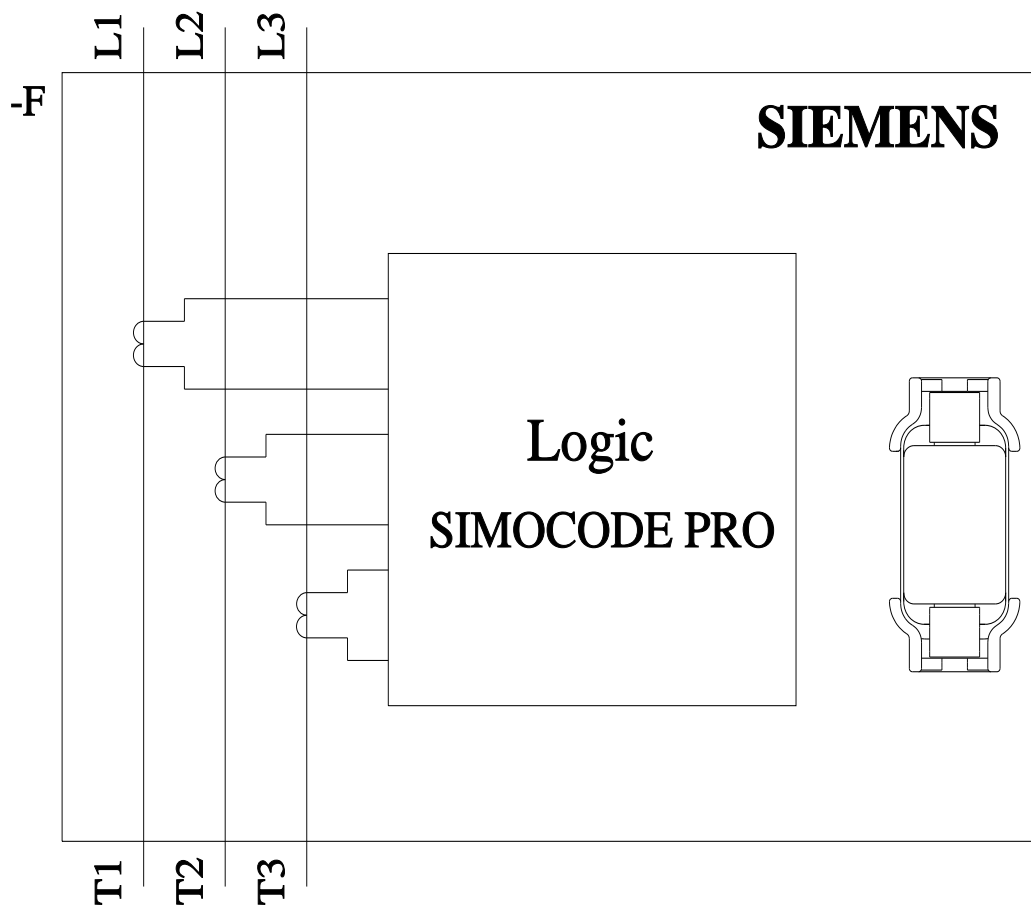 L1 L2 L3
-F
SIEMENS
Logic
SIMOCODE PRO
T1 T2 T3